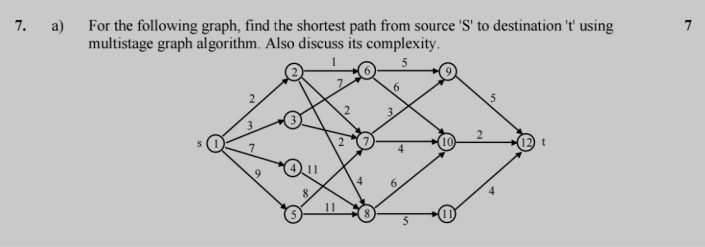 7. a) For the following graph, find the shortest path from source 'S' to destination 't' using 7
multistage graph algorithm. Also discuss its complexity.
1 5
2 6 9
7 6
2 5
2 3
3 3
s 1 2 7 4 10 2 12 t
7
4 11
9 4 6 4
8
5 11 8 5 11